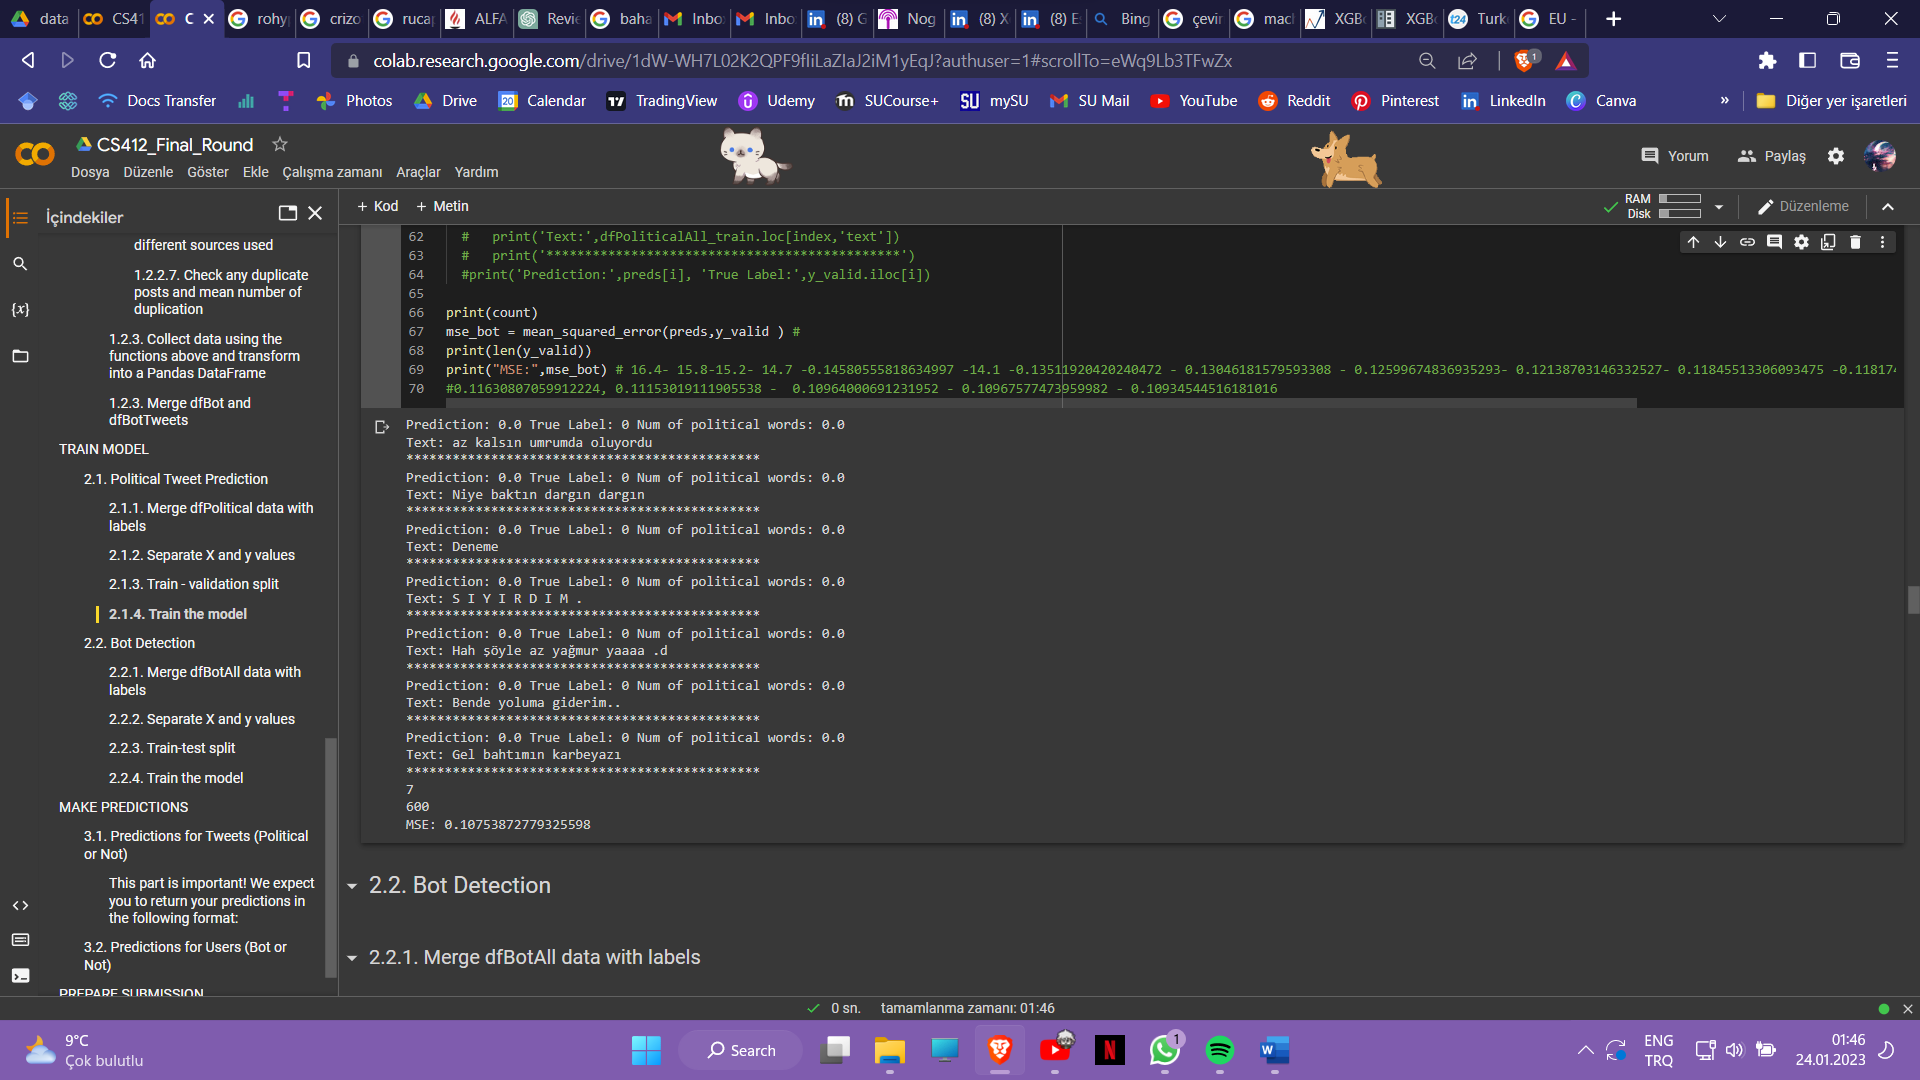 data
CS41
C
rohy
crizo
ruca
ALFA
Revie
baha
Inbo
Inbo
(8) G
Nog
(8) X
(8) E
Bing
çevir
mach
XGB
XGB
Turk
EU -
colab.research.google.com/drive/1dW-WH7L02K2QPF9fIiLaZIaJ2iM1yEqJ?authuser=1#scrollTo=eWq9Lb3TFwZx
Docs Transfer
Photos
Drive
Calendar
TradingView
Udemy
SUCourse+
mySU
SU Mail
YouTube
Reddit
Pinterest
LinkedIn
Canva
»
Diğer yer işaretleri
CS412_Final_Round
Dosya Düzenle Göster Ekle Çalışma zamanı Araçlar Yardım
Yorum
Paylaş
İçindekiler
+ Kod + Metin
RAM
Disk
Düzenleme
different sources used
1.2.2.7. Check any duplicate
posts and mean number of
duplication
1.2.3. Collect data using the
functions above and transform
into a Pandas DataFrame
1.2.3. Merge dfBot and
dfBotTweets
TRAIN MODEL
2.1. Political Tweet Prediction
2.1.1. Merge dfPolitical data with
labels
2.1.2. Separate X and y values
2.1.3. Train - validation split
2.1.4. Train the model
2.2. Bot Detection
2.2.1. Merge dfBotAll data with
labels
2.2.2. Separate X and y values
2.2.3. Train-test split
2.2.4. Train the model
MAKE PREDICTIONS
3.1. Predictions for Tweets (Political
or Not)
This part is important! We expect
you to return your predictions in
the following format:
3.2. Predictions for Users (Bot or
Not)
PREPARE SUBMISSION
62 # print('Text:',dfPoliticalAll_train.loc[index,'text'])
63 # print('**********************************************')
64 #print('Prediction:',preds[i], 'True Label:',y_valid.iloc[i])
65
66 print(count)
67 mse_bot = mean_squared_error(preds,y_valid ) #
68 print(len(y_valid))
69 print("MSE:",mse_bot) # 16.4- 15.8-15.2- 14.7 -0.14580555818634997 -14.1 -0.13511920420240472 - 0.13046181579593308 - 0.12599674836935293- 0.12138703146332527- 0.11845513306093475 -0.118174
70 #0.11630807059912224, 0.11153019111905538 - 0.10964000691231952 - 0.10967577473959982 - 0.10934544516181016
Prediction: 0.0 True Label: 0 Num of political words: 0.0
Text: az kalsın umrumda oluyordu
**********************************************
Prediction: 0.0 True Label: 0 Num of political words: 0.0
Text: Niye baktın dargın dargın
**********************************************
Prediction: 0.0 True Label: 0 Num of political words: 0.0
Text: Deneme
**********************************************
Prediction: 0.0 True Label: 0 Num of political words: 0.0
Text: S I Y I R D I M .
**********************************************
Prediction: 0.0 True Label: 0 Num of political words: 0.0
Text: Hah şöyle az yağmur yaaaa .d
**********************************************
Prediction: 0.0 True Label: 0 Num of political words: 0.0
Text: Bende yoluma giderim..
**********************************************
Prediction: 0.0 True Label: 0 Num of political words: 0.0
Text: Gel bahtımın karbeyazı
**********************************************
7
600
MSE: 0.10753872779325598
2.2. Bot Detection
2.2.1. Merge dfBotAll data with labels
0 sn. tamamlanma zamanı: 01:46
9°C
Çok bulutlu
Search
1
ENG
TRQ
01:46
24.01.2023